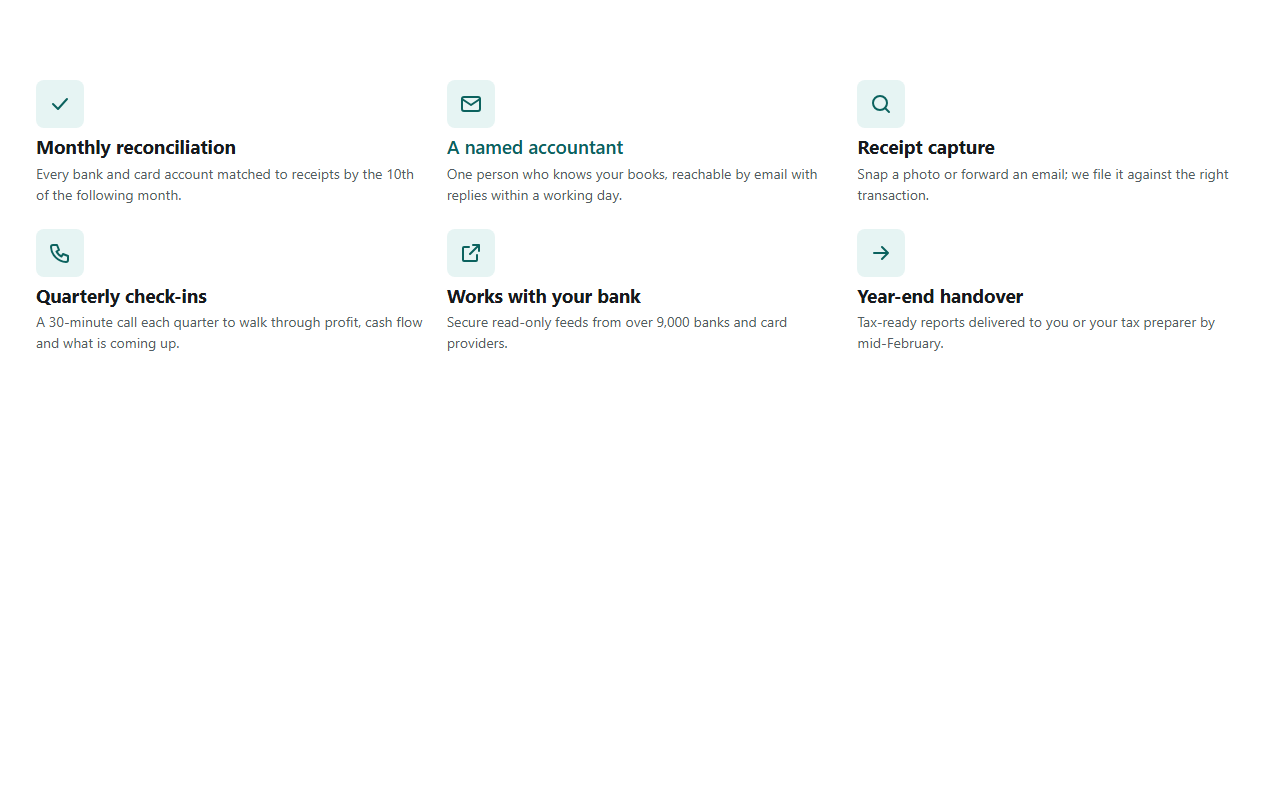 Monthly reconciliation
Every bank and card account matched to receipts by the 10th
of the following month.
A named accountant
One person who knows your books, reachable by email with
replies within a working day.
Receipt capture
Snap a photo or forward an email; we file it against the right
transaction.
Quarterly check-ins
A 30-minute call each quarter to walk through profit, cash flow
and what is coming up.
Works with your bank
Secure read-only feeds from over 9,000 banks and card
providers.
Year-end handover
Tax-ready reports delivered to you or your tax preparer by
mid-February.